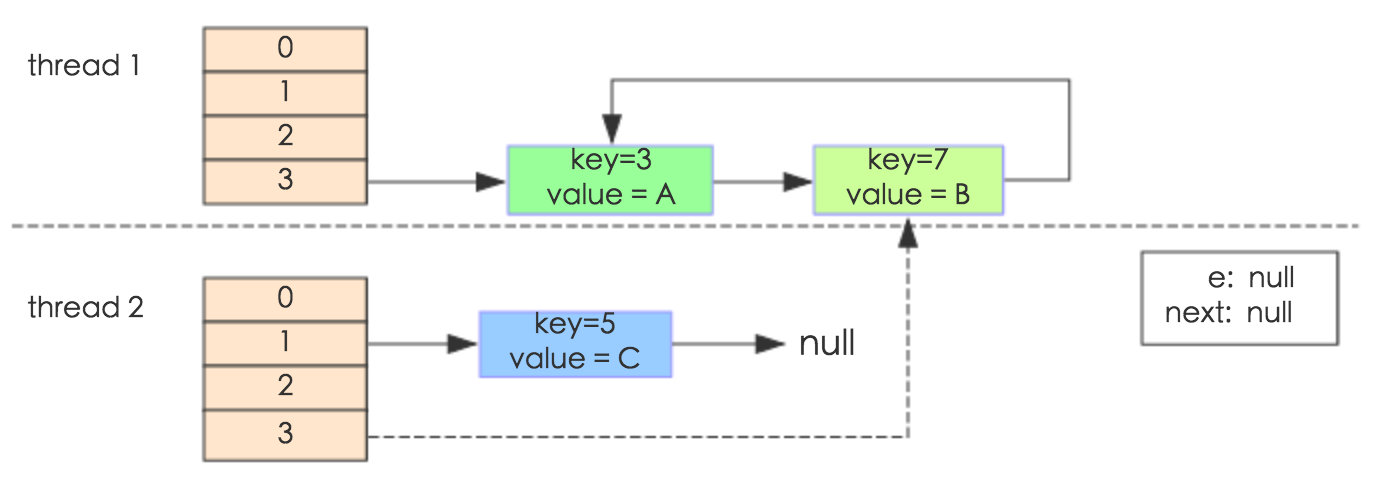 thread 1
0
1
2
3
key=3
value = A
key=7
value = B
thread 2
0
1
2
3
key=5
value = C
null
e: null
next: null